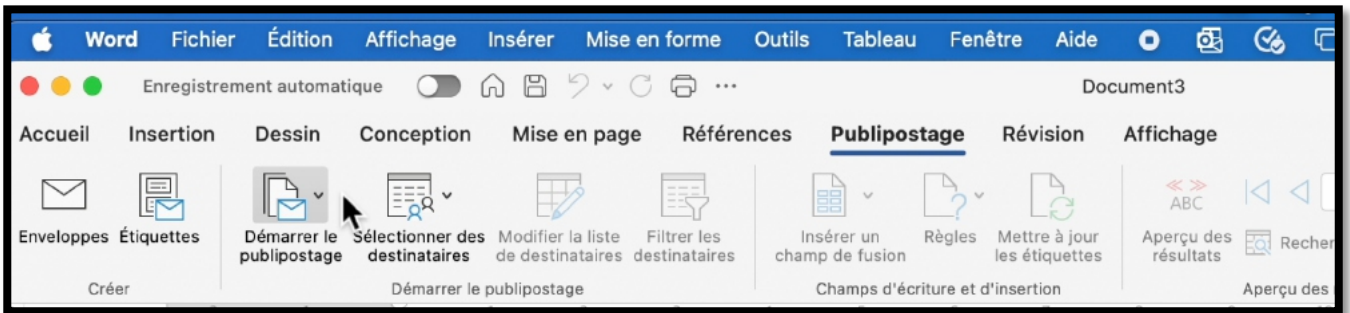 Word Fichier Édition Affichage Insérer Mise en forme Outils Tableau Fenêtre Aide
Enregistrement automatique Document3
Accueil Insertion Dessin Conception Mise en page Références Publipostage Révision Affichage
ABC
Enveloppes Étiquettes Démarrer le Sélectionner des Modifier la liste Filtrer les Insérer un Règles Mettre à jour Aperçu des Recher
publipostage destinataires de destinataires destinataires champ de fusion les étiquettes résultats
Créer Démarrer le publipostage Champs d'écriture et d'insertion Aperçu des